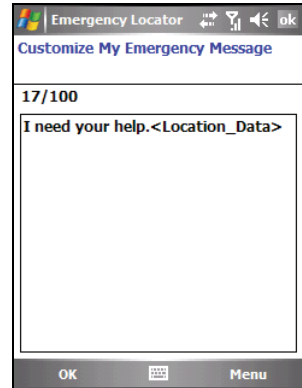 Emergency Locator ok
Customize My Emergency Message
17/100
I need your help.<Location_Data>
OK Menu